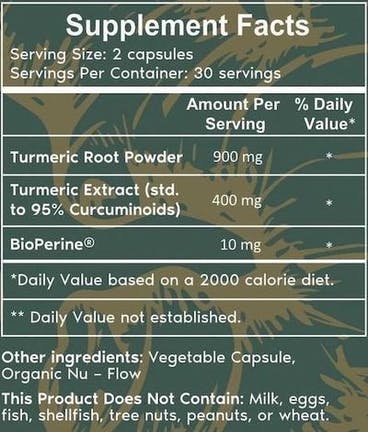 Supplement Facts
Serving Size: 2 capsules
Servings Per Container: 30 servings
Amount Per % Daily
Serving Value*
Turmeric Root Powder 900 mg *
Turmeric Extract (std.
to 95% Curcuminoids) 400 mg *
BioPerine® 10 mg *
*Daily Value based on a 2000 calorie diet.
** Daily Value not established.
Other ingredients: Vegetable Capsule,
Organic Nu – Flow
This Product Does Not Contain: Milk, eggs,
fish, shellfish, tree nuts, peanuts, or wheat.